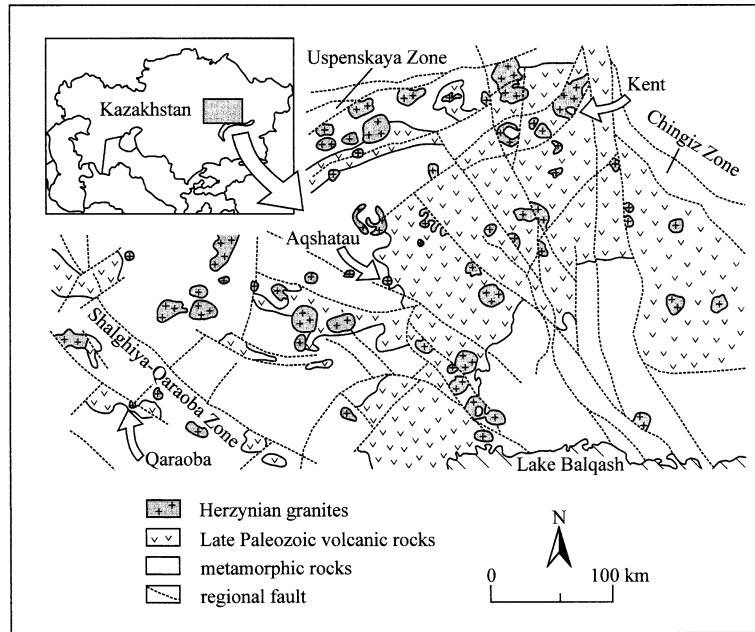 Uspenskaya Zone
Kazakhstan
Kent
Chingiz Zone
Aqshatau
Shalghiya-Qaraoba Zone
Qaraoba
Lake Balqash
Herzynian granites
Late Paleozoic volcanic rocks
metamorphic rocks
regional fault
N
0 100 km